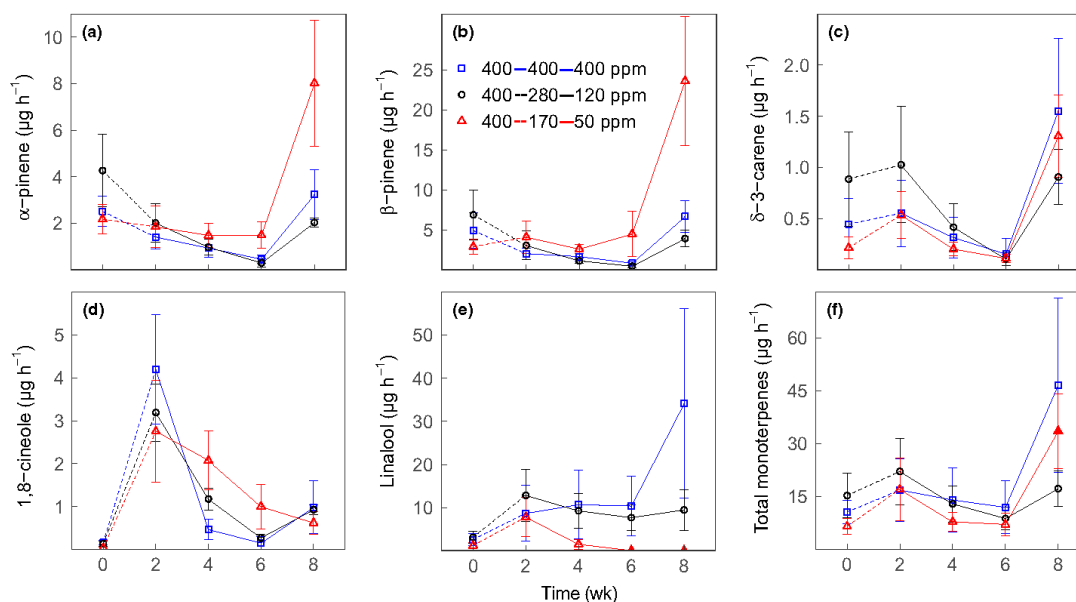 (a)
α−pinene (µg h⁻¹)
10
8
6
4
2
(b)
β−pinene (µg h⁻¹)
25
20
15
10
5
400—400—400 ppm
400--280—120 ppm
400--170—50 ppm
(c)
δ−3−carene (µg h⁻¹)
2.0
1.5
1.0
0.5
(d)
1,8−cineole (µg h⁻¹)
5
4
3
2
1
0 2 4 6 8
(e)
Linalool (µg h⁻¹)
50
40
30
20
10
0 2 4 6 8
(f)
Total monoterpenes (µg h⁻¹)
60
45
30
15
0 2 4 6 8
Time (wk)